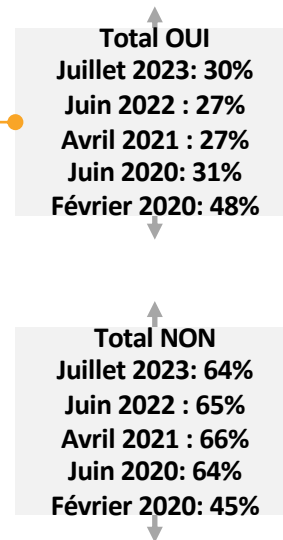 Total OUI
Juillet 2023: 30%
Juin 2022 : 27%
Avril 2021 : 27%
Juin 2020: 31%
Février 2020: 48%
Total NON
Juillet 2023: 64%
Juin 2022 : 65%
Avril 2021 : 66%
Juin 2020: 64%
Février 2020: 45%